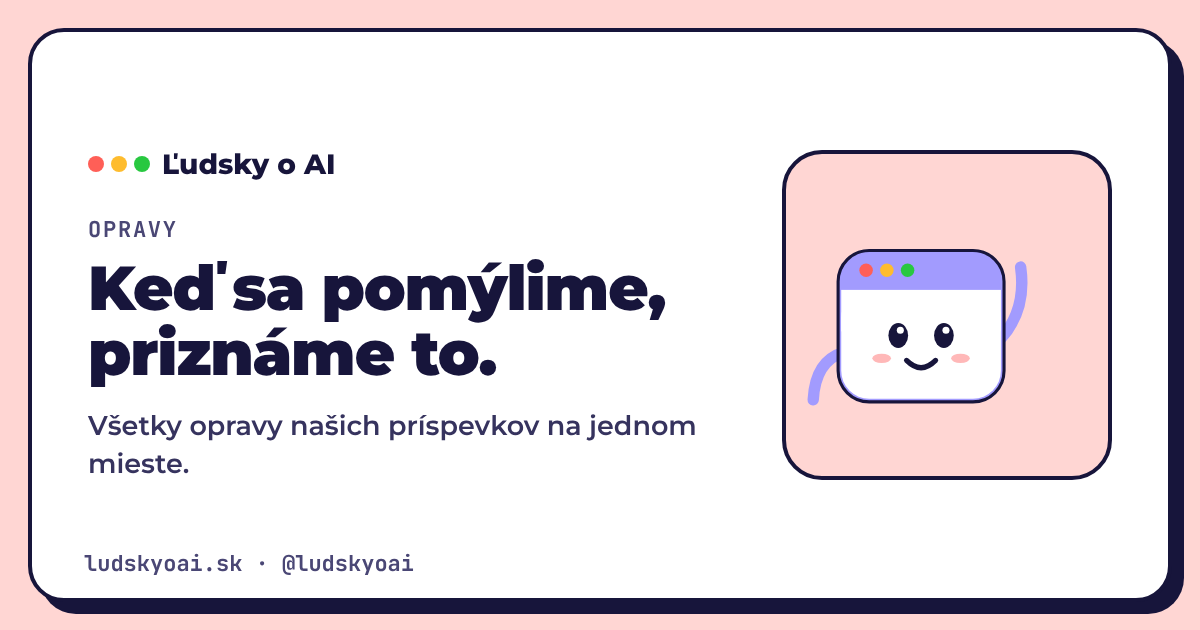 Ľudsky o AI
OPRAVY
Keď sa pomýlime,
priznáme to.
Všetky opravy našich príspevkov na jednom
mieste.
ludskyoai.sk · @ludskyoai